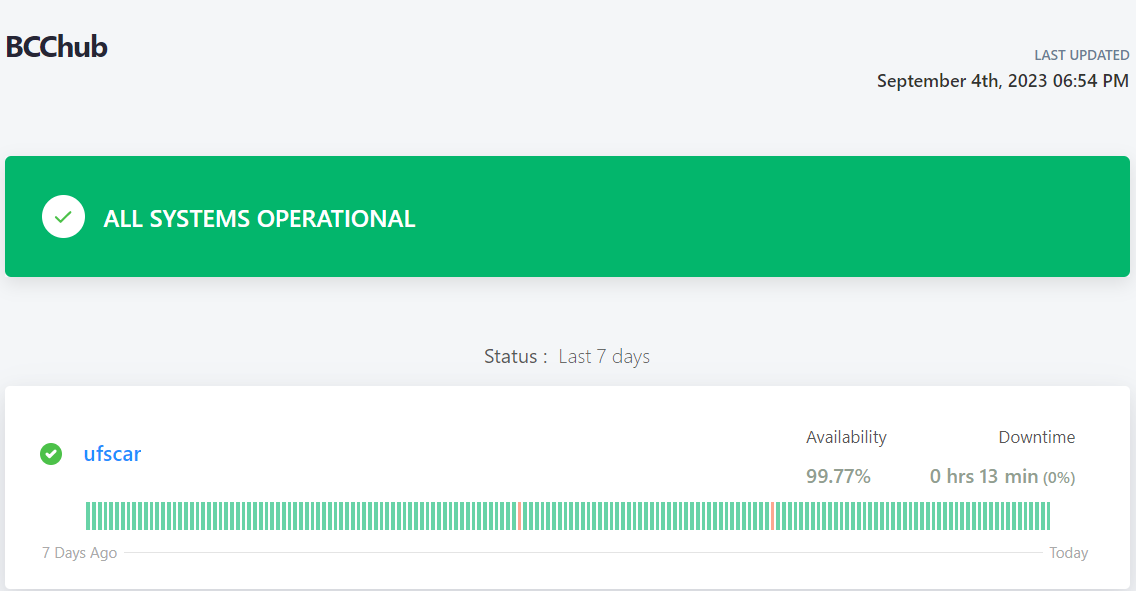 BCChub
LAST UPDATED
September 4th, 2023 06:54 PM
ALL SYSTEMS OPERATIONAL
Status : Last 7 days
Availability Downtime
ufscar
99.77% 0 hrs 13 min (0%)
7 Days Ago Today